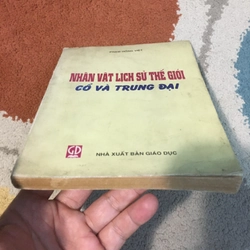 NHÂN VẬT LỊCH SỬ THẾ GIỚI
CỔ VÀ TRUNG ĐẠI
GD
NHÀ XUẤT BẢN GIÁO DỤC